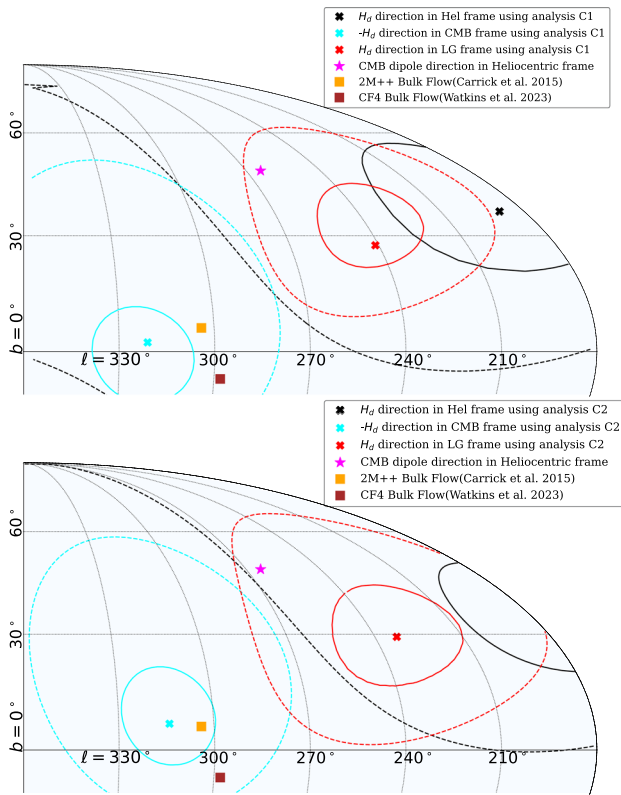 H_d direction in Hel frame using analysis C1
-H_d direction in CMB frame using analysis C1
H_d direction in LG frame using analysis C1
CMB dipole direction in Heliocentric frame
2M++ Bulk Flow(Carrick et al. 2015)
CF4 Bulk Flow(Watkins et al. 2023)
60°
30°
b = 0°
ℓ = 330° 300° 270° 240° 210°
H_d direction in Hel frame using analysis C2
-H_d direction in CMB frame using analysis C2
H_d direction in LG frame using analysis C2
CMB dipole direction in Heliocentric frame
2M++ Bulk Flow(Carrick et al. 2015)
CF4 Bulk Flow(Watkins et al. 2023)
60°
30°
b = 0°
ℓ = 330° 300° 270° 240° 210°